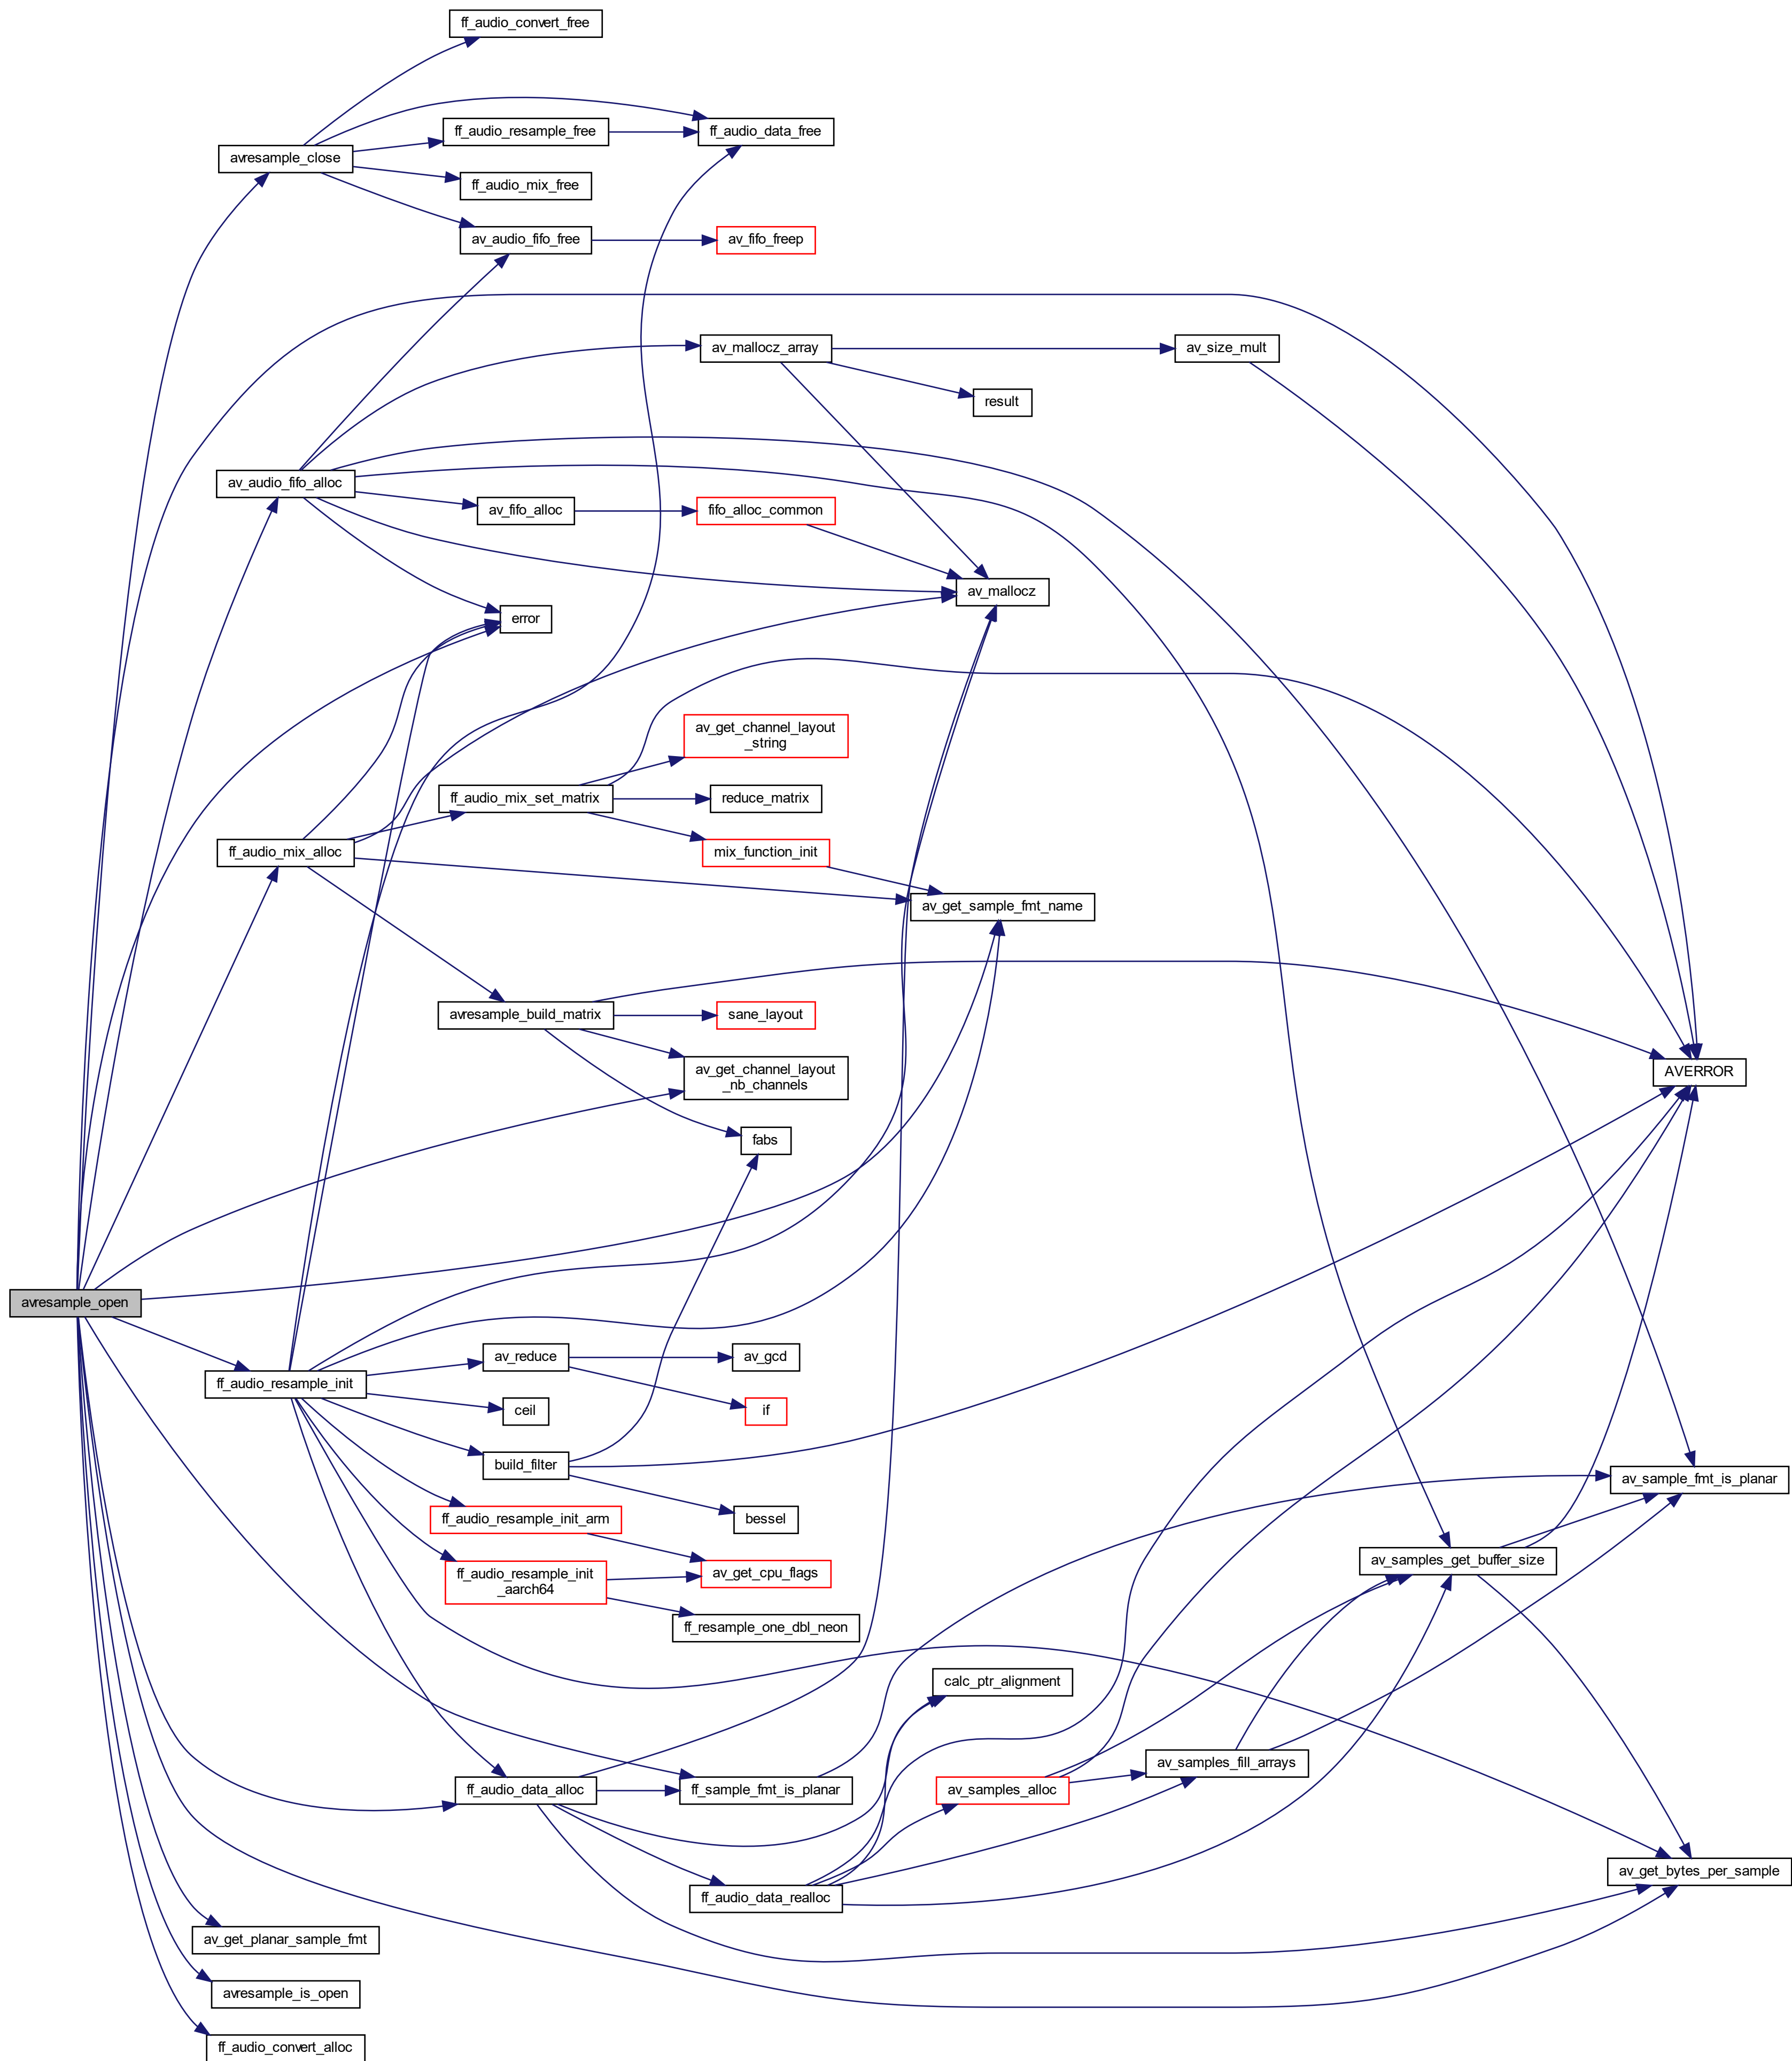 ff_audio_convert_free
ff_audio_data_free
ff_audio_resample_free
avresample_close
ff_audio_mix_free
av_audio_fifo_free
av_fifo_freep
av_mallocz_array
av_size_mult
result
av_audio_fifo_alloc
av_fifo_alloc
fifo_alloc_common
av_mallocz
error
av_get_channel_layout
_string
ff_audio_mix_set_matrix
reduce_matrix
ff_audio_mix_alloc
mix_function_init
av_get_sample_fmt_name
avresample_build_matrix
sane_layout
av_get_channel_layout
_nb_channels
AVERROR
fabs
avresample_open
ff_audio_resample_init
av_reduce
av_gcd
ceil
if
build_filter
av_sample_fmt_is_planar
ff_audio_resample_init_arm
bessel
av_samples_get_buffer_size
ff_audio_resample_init
_aarch64
av_get_cpu_flags
ff_resample_one_dbl_neon
calc_ptr_alignment
av_samples_fill_arrays
ff_audio_data_alloc
ff_sample_fmt_is_planar
av_samples_alloc
av_get_bytes_per_sample
ff_audio_data_realloc
av_get_planar_sample_fmt
avresample_is_open
ff_audio_convert_alloc